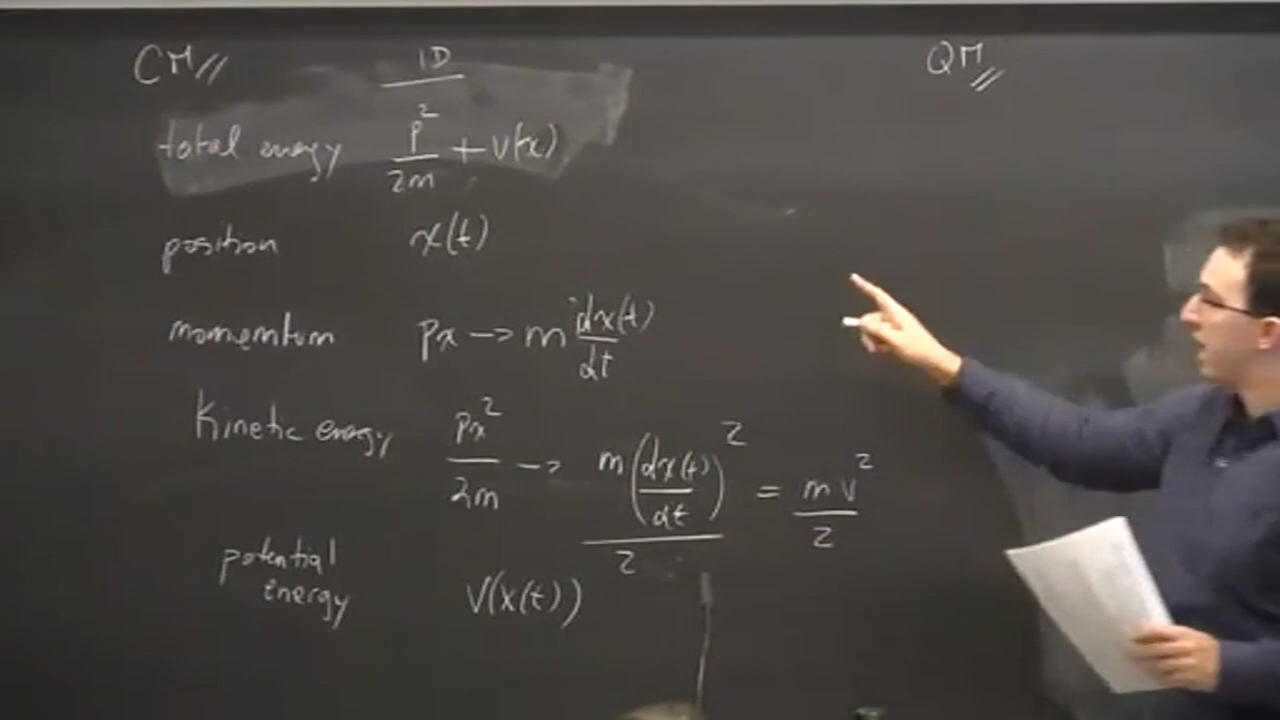 CM 1D QM
total energy p²/2m + V(x)
position x(t)
momentum px → m dx(t)/dt
Kinetic energy px²/2m → m(dx(t)/dt)²/2 = mv²/2
potential
energy V(x(t))